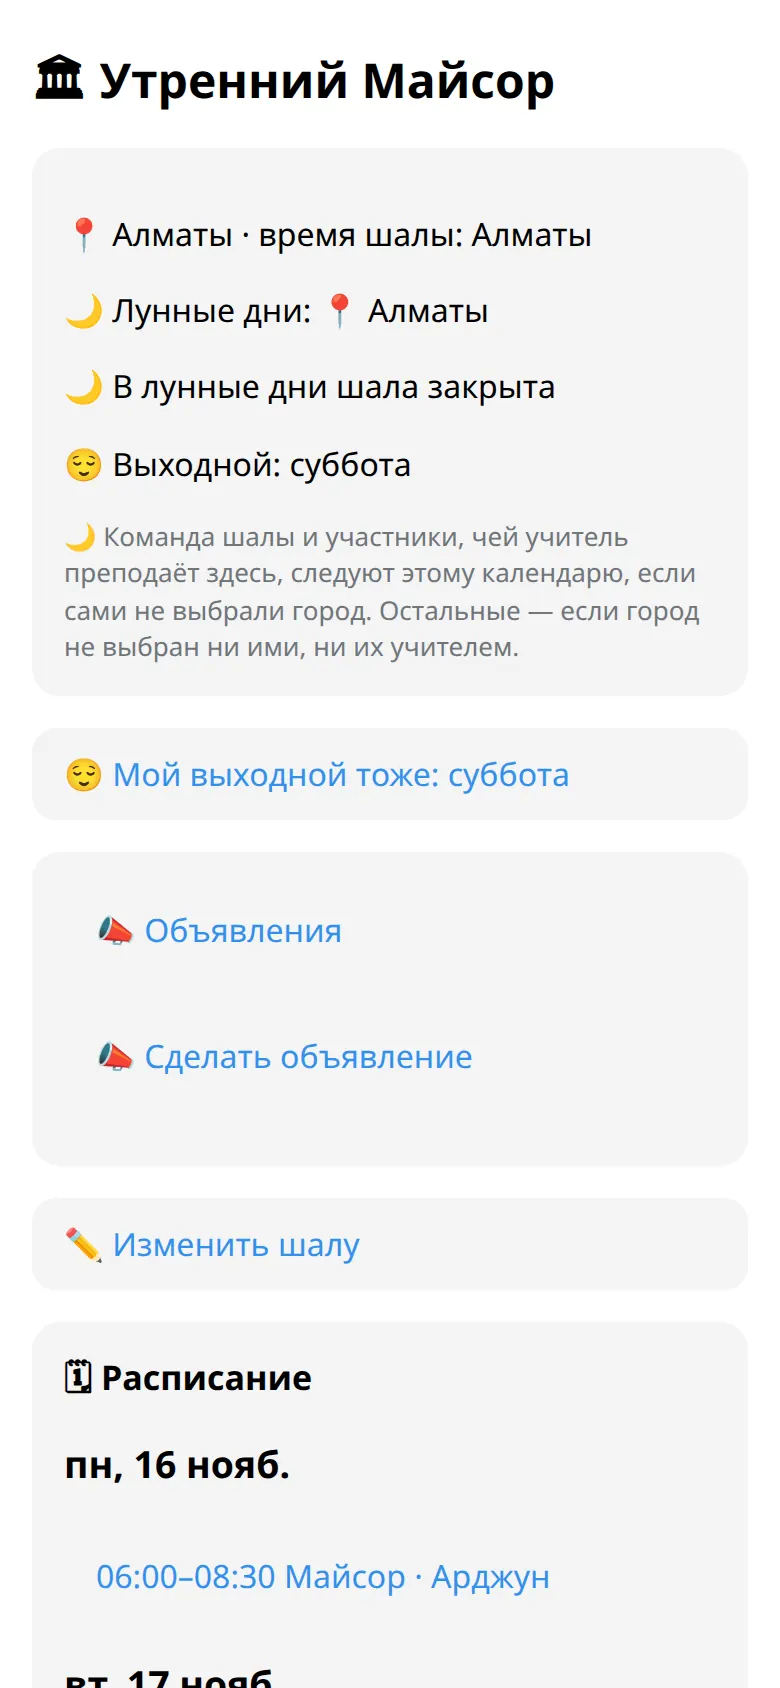 🏛 Утренний Майсор
📍 Алматы · время шалы: Алматы
🌙 Лунные дни: 📍 Алматы
🌙 В лунные дни шала закрыта
😌 Выходной: суббота
🌙 Команда шалы и участники, чей учитель
преподаёт здесь, следуют этому календарю, если
сами не выбрали город. Остальные — если город
не выбран ни ими, ни их учителем.
😌 Мой выходной тоже: суббота
📣 Объявления
📣 Сделать объявление
✏️ Изменить шалу
🗓 Расписание
пн, 16 нояб.
06:00–08:30 Майсор · Арджун
вт, 17 нояб.